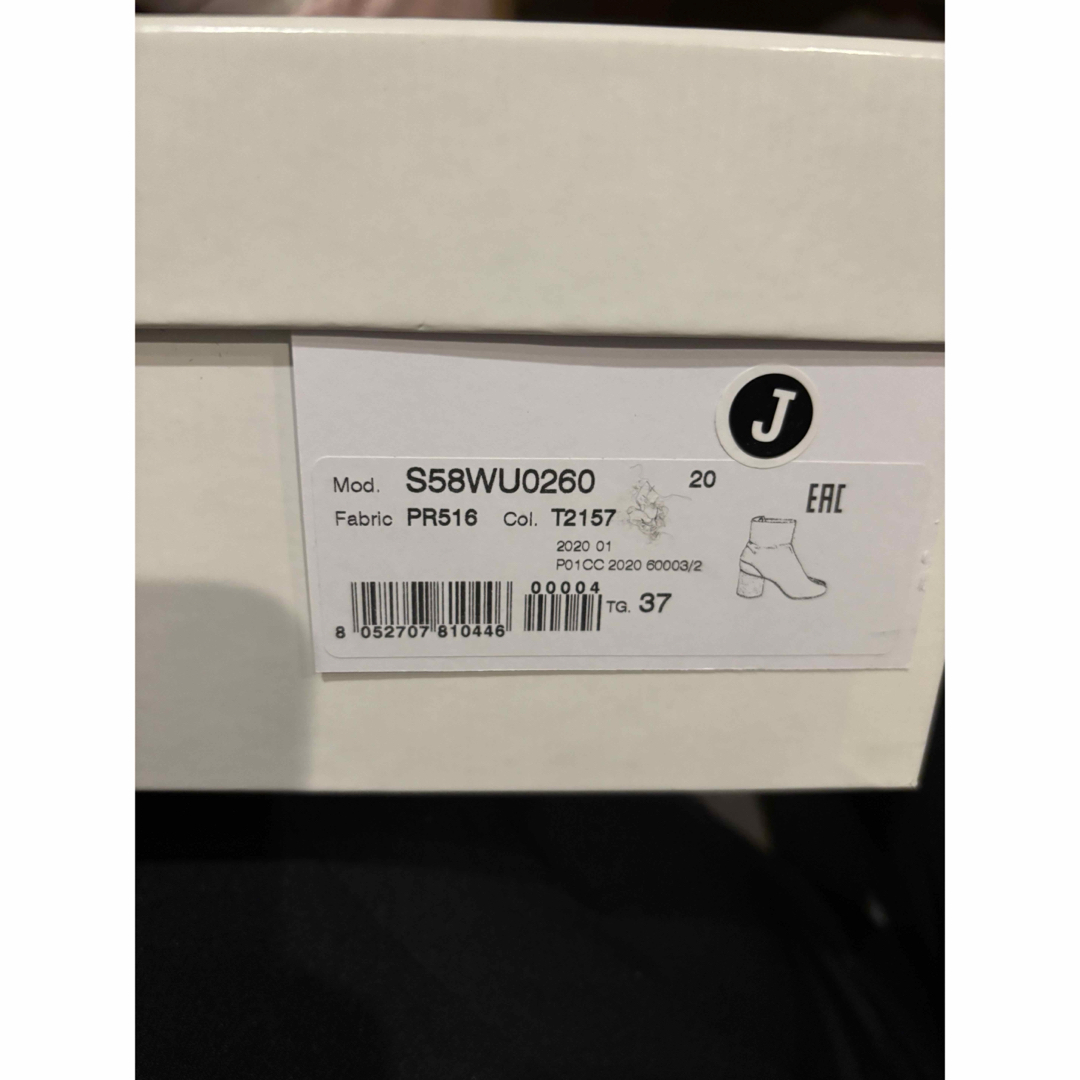 J
Mod. S58WU0260 20
EAC
Fabric PR516 Col. T2157
2020 01
P01CC 2020 60003/2
00004
TG. 37
8 052707 810446